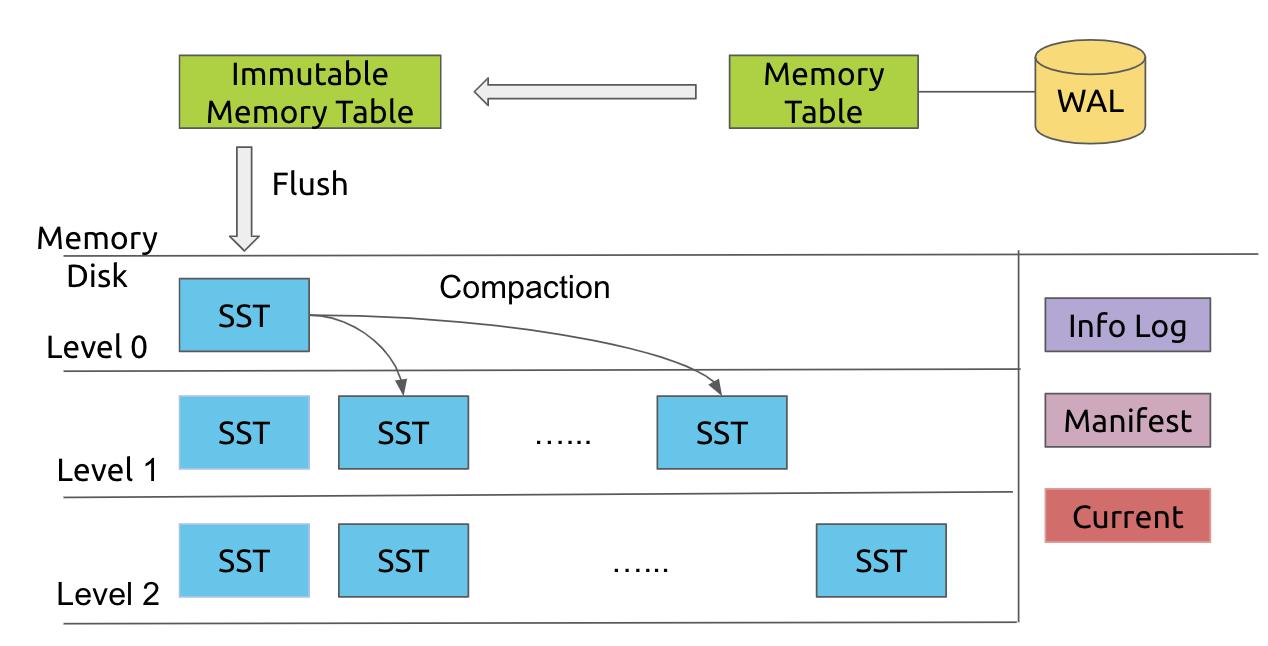 Immutable
Memory Table
Memory
Table
WAL
Flush
Memory
Disk
SST
Compaction
Level 0
Info Log
SST
SST
…...
SST
Manifest
Level 1
Current
SST
SST
…...
SST
Level 2